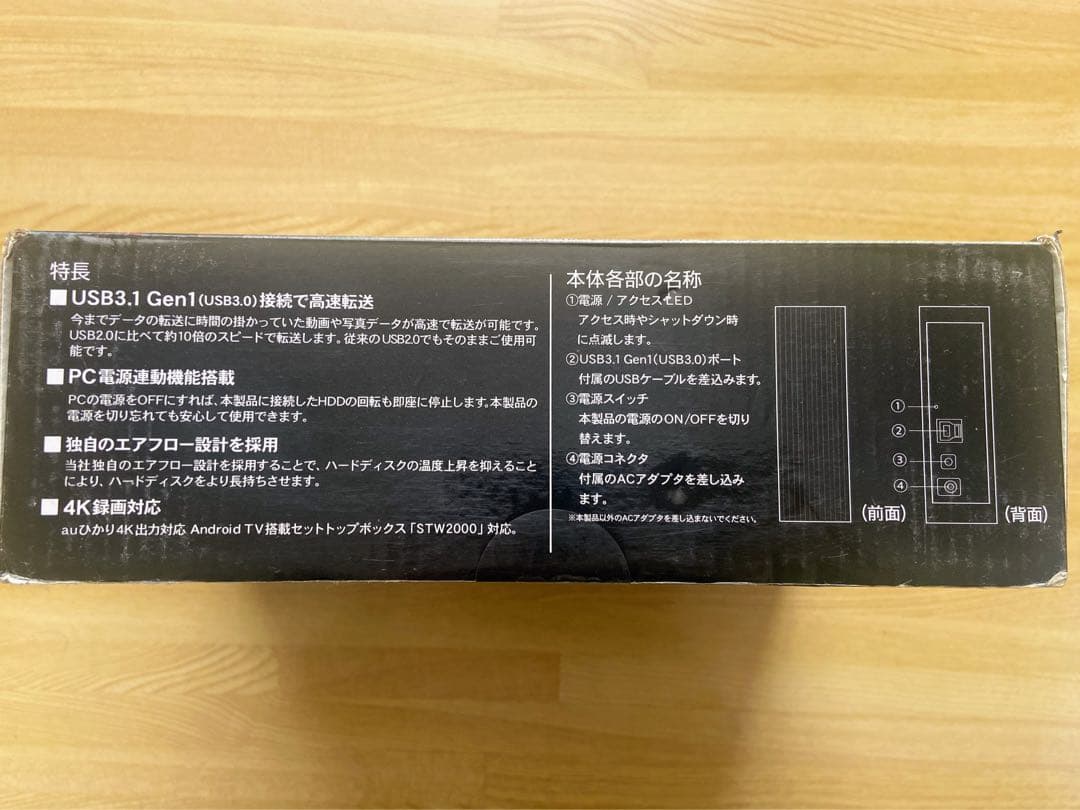 特長
■USB3.1 Gen1(USB3.0)接続で高速転送
今までデータの転送に時間の掛かっていた動画や写真データが高速で転送が可能です。
USB2.0に比べて約10倍のスピードで転送します。従来のUSB2.0でもそのままご使用可
能です。
■PC電源連動機能搭載
PCの電源をOFFにすれば、本製品に接続したHDDの回転も即座に停止します。本製品の
電源を切り忘れても安心して使用できます。
■独自のエアフロー設計を採用
当社独自のエアフロー設計を採用することで、ハードディスクの温度上昇を抑えること
により、ハードディスクをより長持ちさせます。
■4K録画対応
auひかり4K出力対応 Android TV搭載セットトップボックス「STW2000」対応。
本体各部の名称
①電源 / アクセスLED
アクセス時やシャットダウン時
に点滅します。
②USB3.1 Gen1(USB3.0)ポート
付属のUSBケーブルを差込みます。
③電源スイッチ
本製品の電源のON/OFFを切り
替えます。
④電源コネクタ
付属のACアダプタを差し込み
ます。
※本製品以外のACアダプタを差し込まないでください。
(前面)
①
②
③
④
(背面)